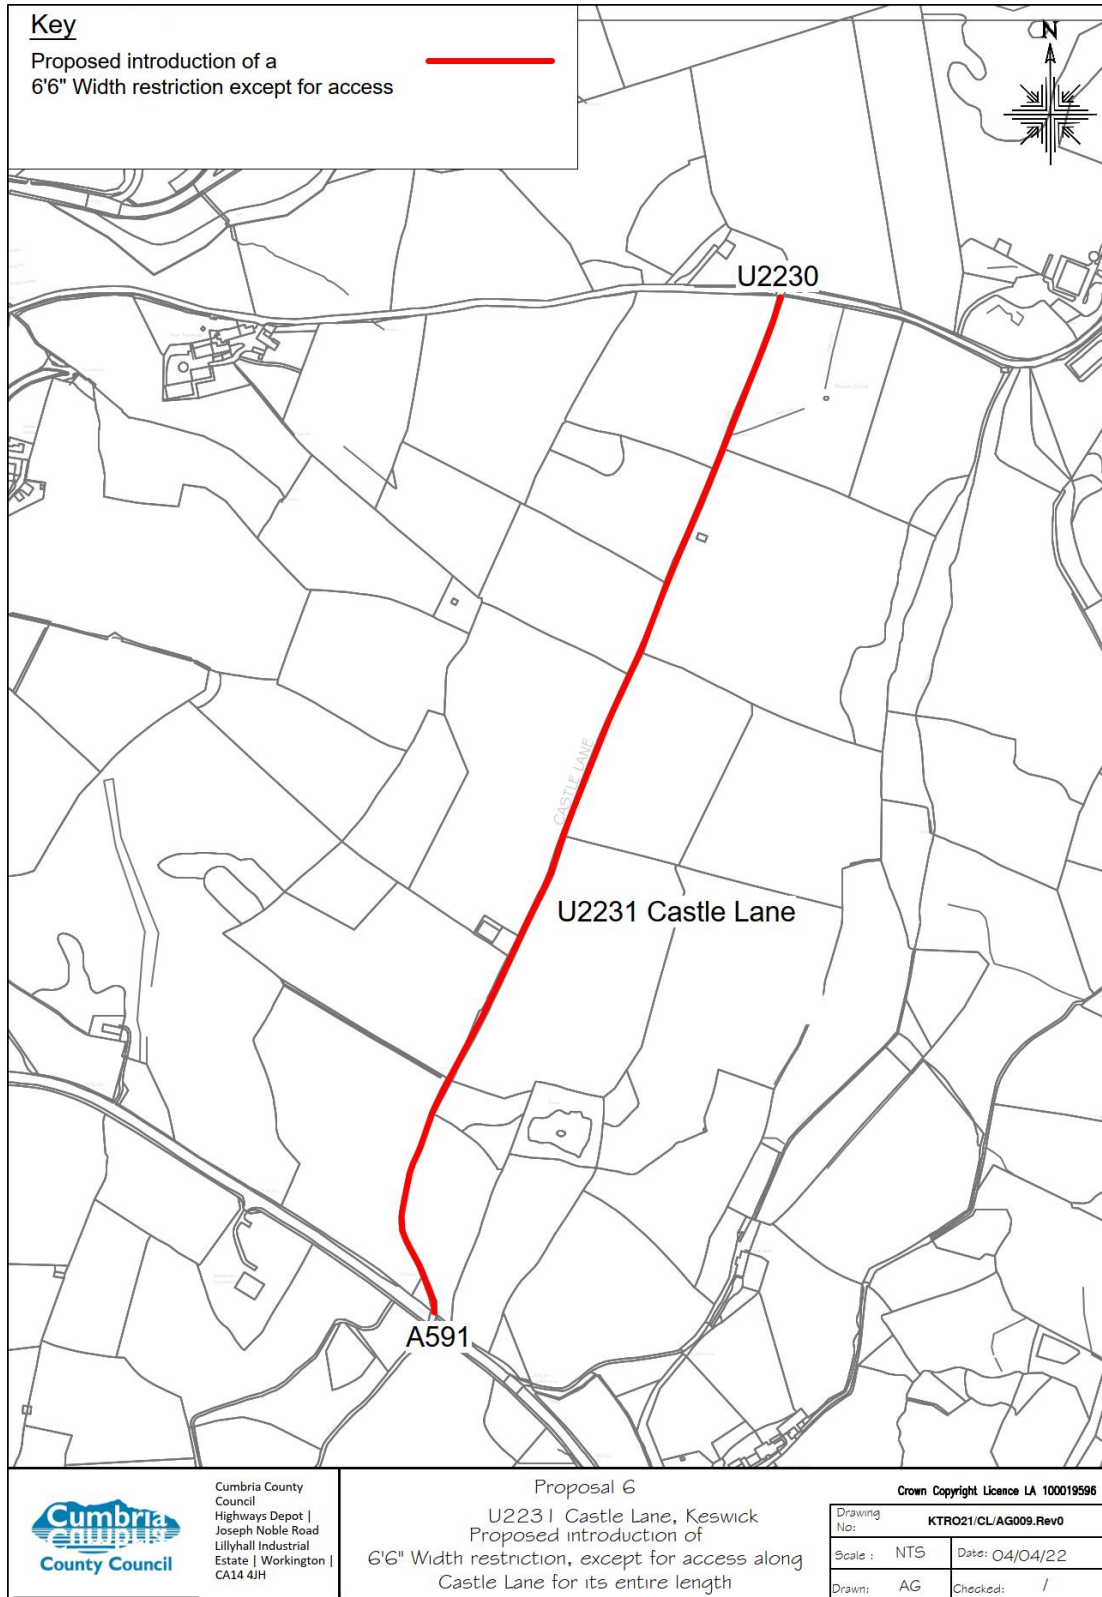 Key
Proposed introduction of a
6'6" Width restriction except for access
N
U2230
CASTLE LANE
U2231 Castle Lane
A591
Cumbria
County Council
Cumbria County
Council
Highways Depot |
Joseph Noble Road
Lillyhall Industrial
Estate | Workington |
CA14 4JH
Proposal 6
U2231 Castle Lane, Keswick
Proposed introduction of
6'6" Width restriction, except for access along
Castle Lane for its entire length
Crown Copyright Licence LA 100019596
Drawing No: KTRO21/CL/AG009.Rev0
Scale : NTS Date: 04/04/22
Drawn: AG Checked: /